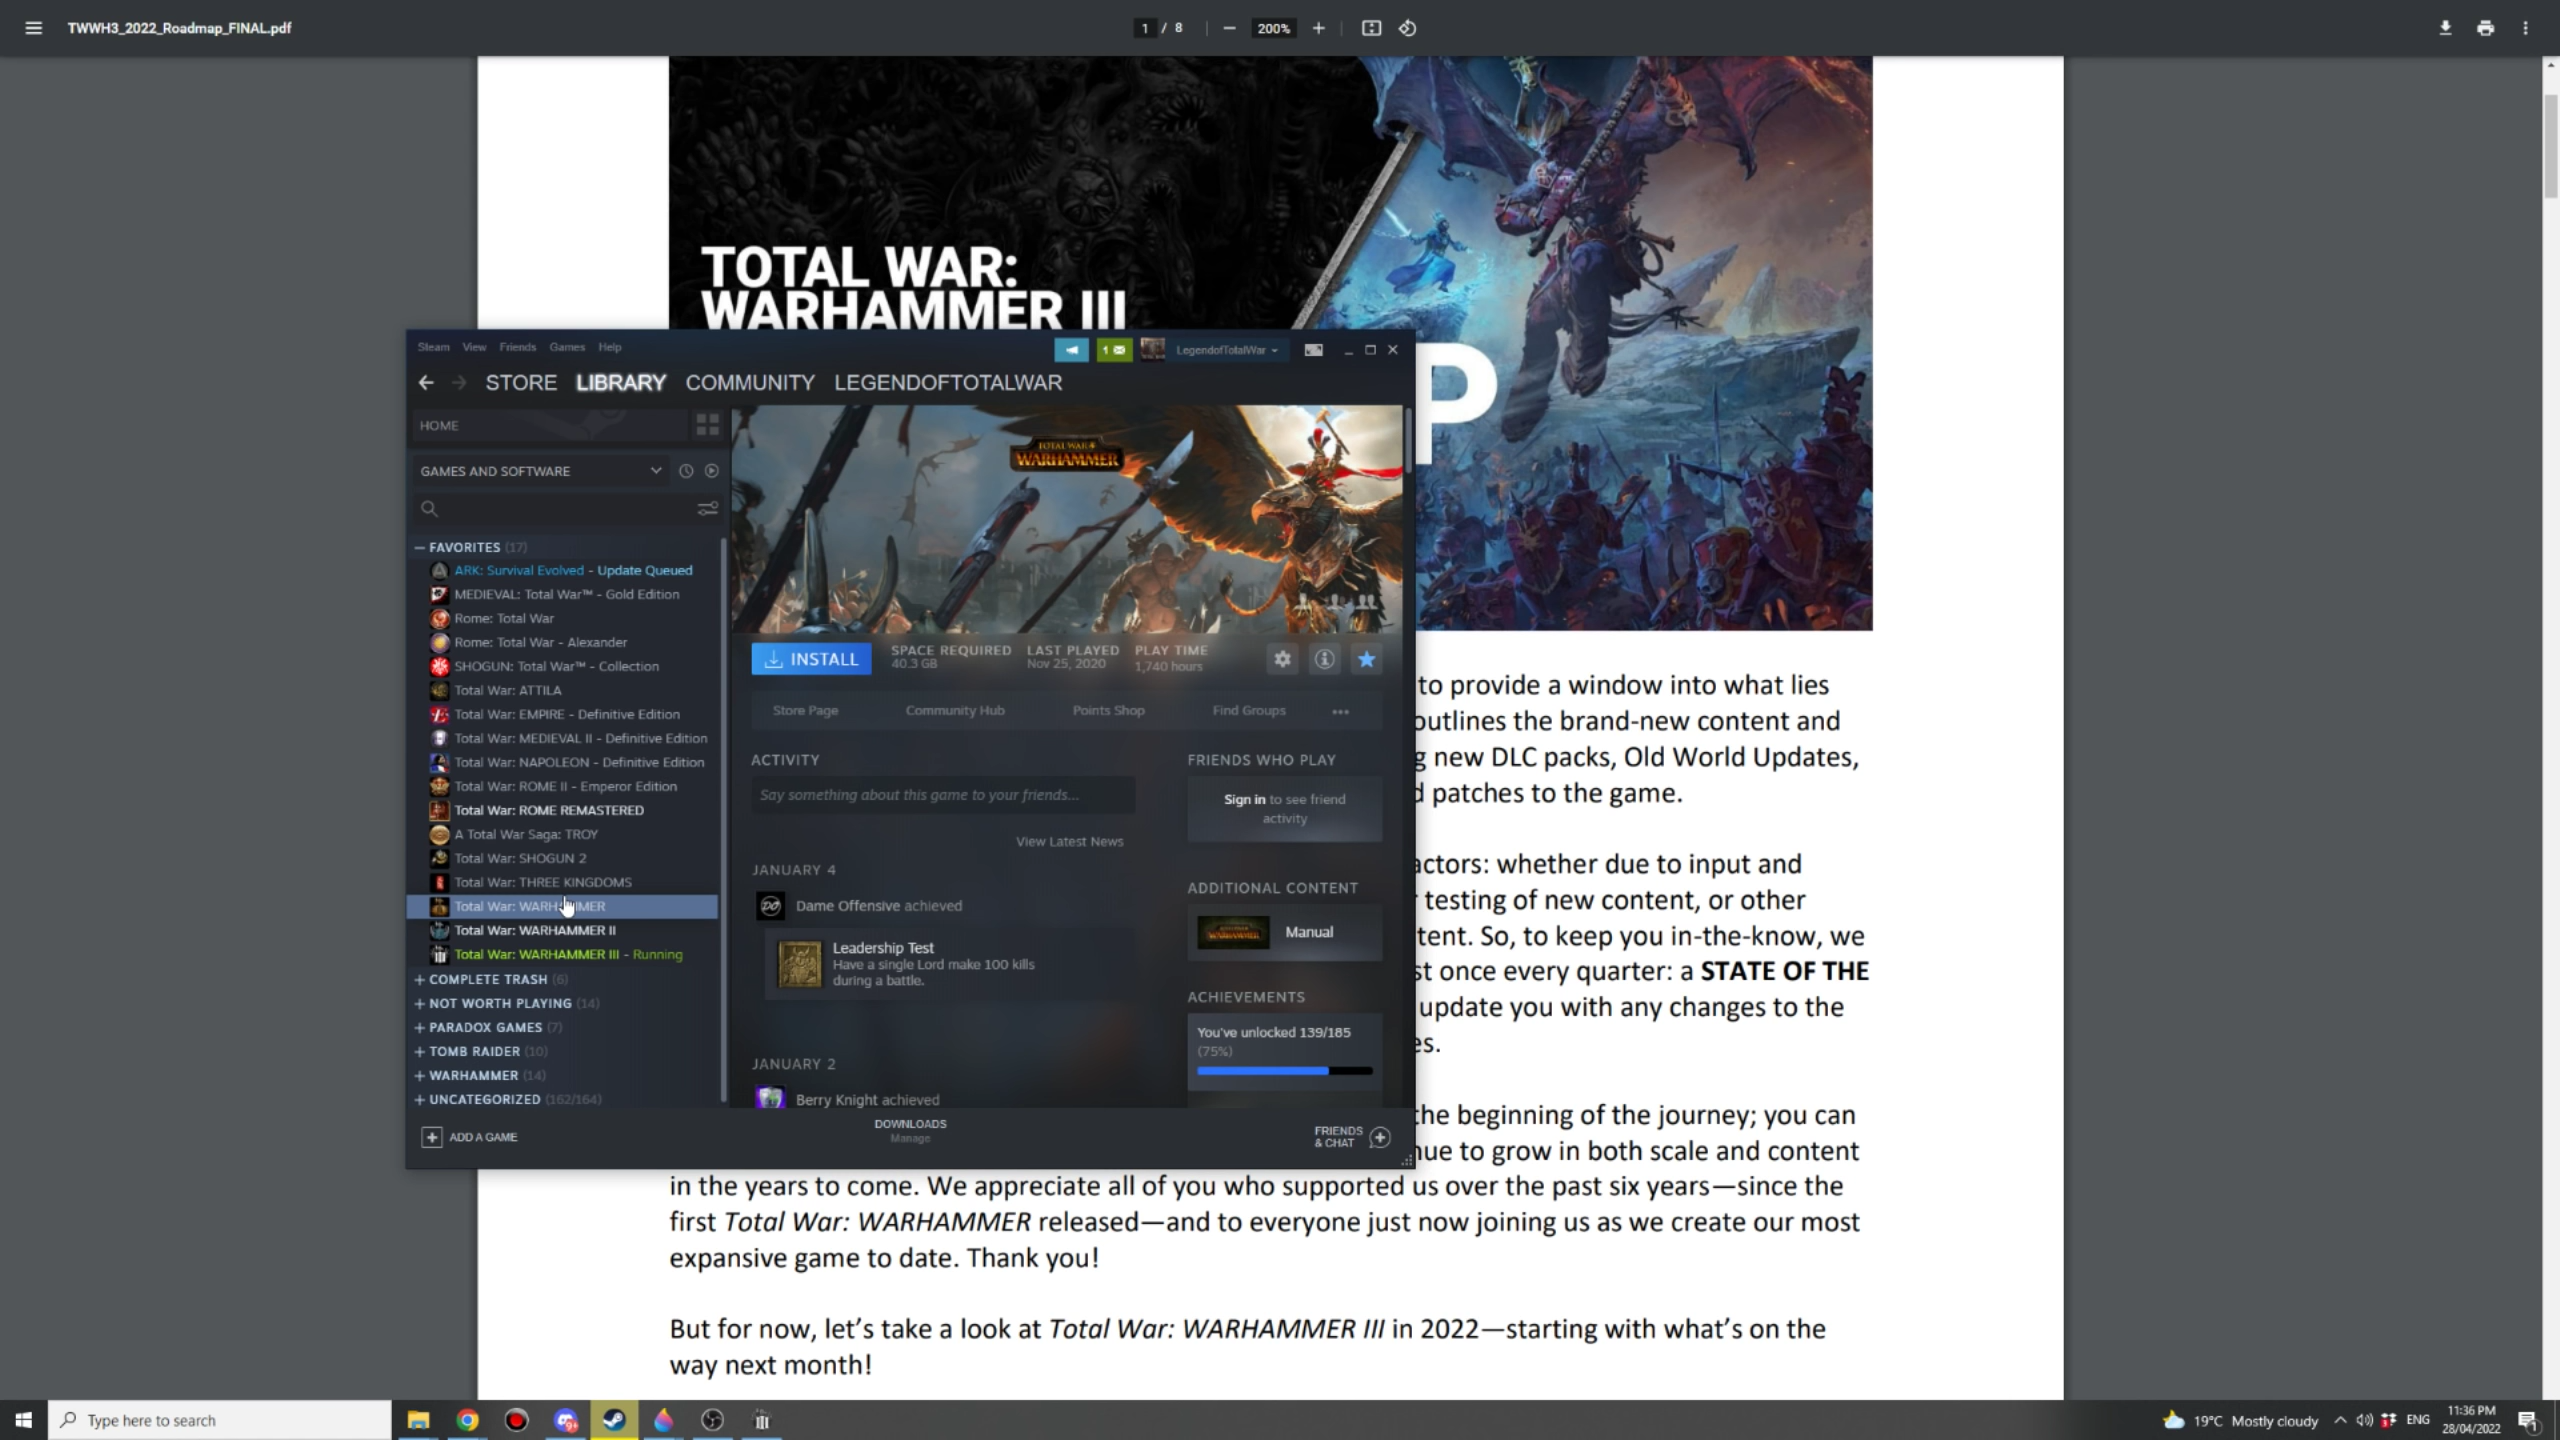 TWWH3_2022_Roadmap_FINAL.pdf
1 / 8
200%
TOTAL WAR:
WARHAMMER III
P
Steam View Friends Games Help
1
LegendofTotalWar
STORE LIBRARY COMMUNITY LEGENDOFTOTALWAR
HOME
GAMES AND SOFTWARE
FAVORITES (17)
ARK: Survival Evolved - Update Queued
MEDIEVAL: Total War™ - Gold Edition
Rome: Total War
Rome: Total War - Alexander
SHOGUN: Total War™ - Collection
Total War: ATTILA
Total War: EMPIRE - Definitive Edition
Total War: MEDIEVAL II - Definitive Edition
Total War: NAPOLEON - Definitive Edition
Total War: ROME II - Emperor Edition
Total War: ROME REMASTERED
A Total War Saga: TROY
Total War: SHOGUN 2
Total War: THREE KINGDOMS
Total War: WARHAMMER
Total War: WARHAMMER II
Total War: WARHAMMER III - Running
COMPLETE TRASH (6)
NOT WORTH PLAYING (14)
PARADOX GAMES (7)
TOMB RAIDER (10)
WARHAMMER (14)
UNCATEGORIZED (162/164)
ADD A GAME
TOTAL WAR
WARHAMMER
INSTALL
SPACE REQUIRED
40.3 GB
LAST PLAYED
Nov 25, 2020
PLAY TIME
1,740 hours
Store Page Community Hub Points Shop Find Groups
ACTIVITY
Say something about this game to your friends...
View Latest News
JANUARY 4
Dame Offensive achieved
Leadership Test
Have a single Lord make 100 kills
during a battle.
JANUARY 2
Berry Knight achieved
FRIENDS WHO PLAY
Sign in to see friend
activity
ADDITIONAL CONTENT
WARHAMMER
Manual
ACHIEVEMENTS
You've unlocked 139/185
(75%)
DOWNLOADS
Manage
FRIENDS
& CHAT
to provide a window into what lies
outlines the brand-new content and
g new DLC packs, Old World Updates,
d patches to the game.
actors: whether due to input and
r testing of new content, or other
tent. So, to keep you in-the-know, we
st once every quarter: a STATE OF THE
update you with any changes to the
es.
the beginning of the journey; you can
nue to grow in both scale and content
in the years to come. We appreciate all of you who supported us over the past six years—since the
first Total War: WARHAMMER released—and to everyone just now joining us as we create our most
expansive game to date. Thank you!
But for now, let's take a look at Total War: WARHAMMER III in 2022—starting with what's on the
way next month!
Type here to search
19°C Mostly cloudy
ENG
11:36 PM
28/04/2022